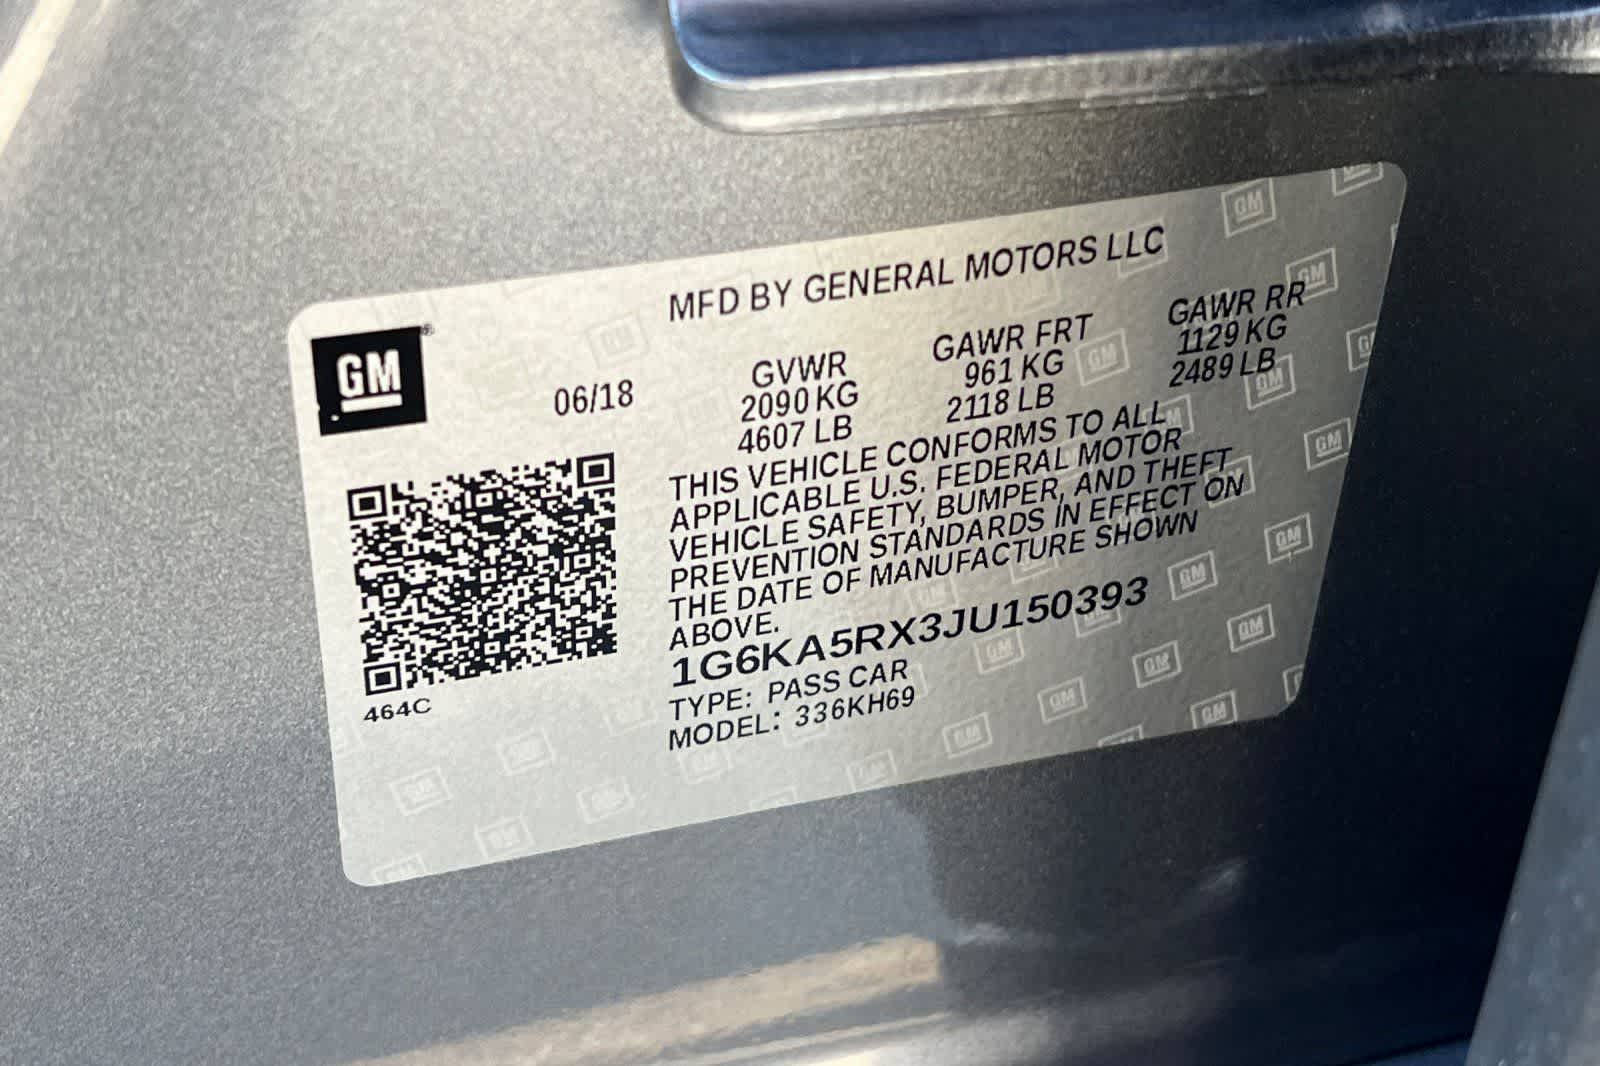 MFD BY GENERAL MOTORS LLC
GM®
06/18
GVWR
2090 KG
4607 LB
GAWR FRT
961 KG
2118 LB
GAWR RR
1129 KG
2489 LB
THIS VEHICLE CONFORMS TO ALL
APPLICABLE U.S. FEDERAL MOTOR
VEHICLE SAFETY, BUMPER, AND THEFT
PREVENTION STANDARDS IN EFFECT ON
THE DATE OF MANUFACTURE SHOWN
ABOVE.
1G6KA5RX3JU150393
TYPE: PASS CAR
MODEL: 336KH69
464C